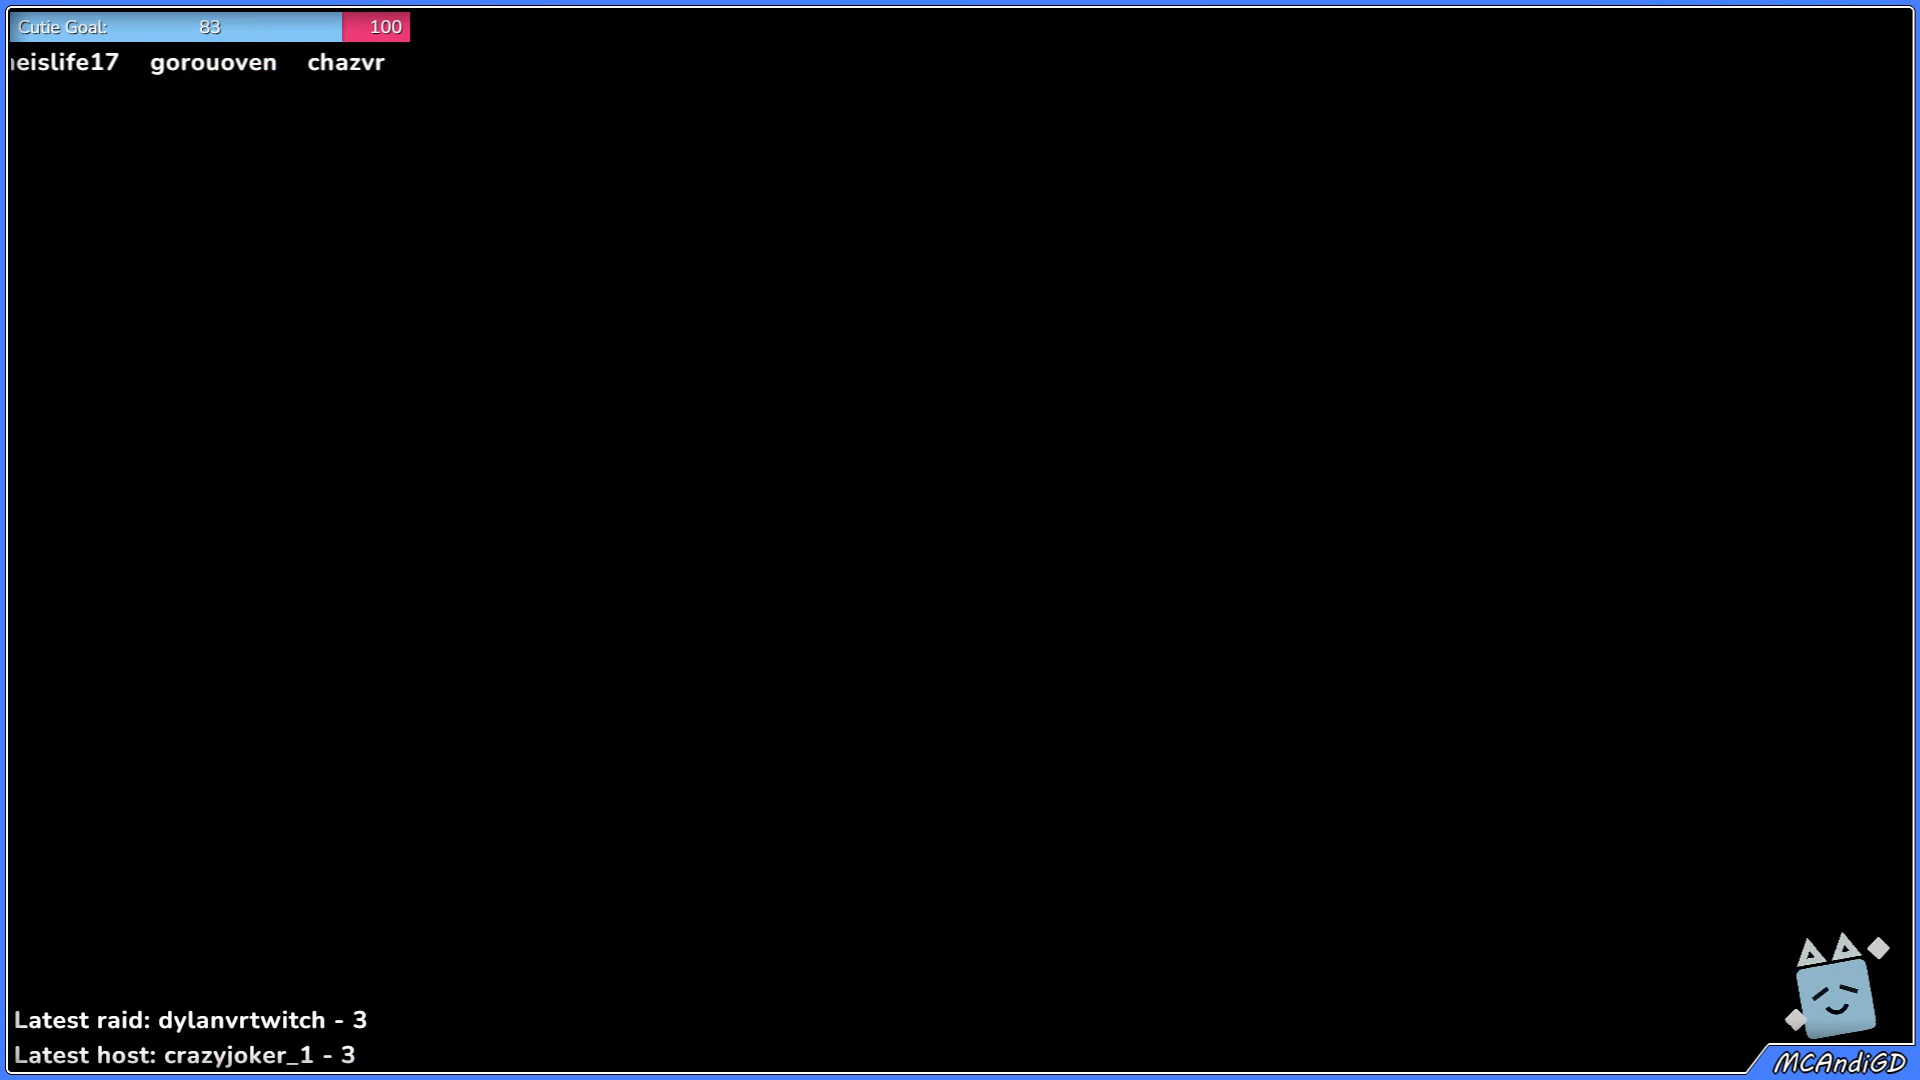 Cutie Goal: 83 100
eislife17 gorouoven chazvr
Latest raid: dylanvrtwitch - 3
Latest host: crazyjoker_1 - 3
MCAndiGD